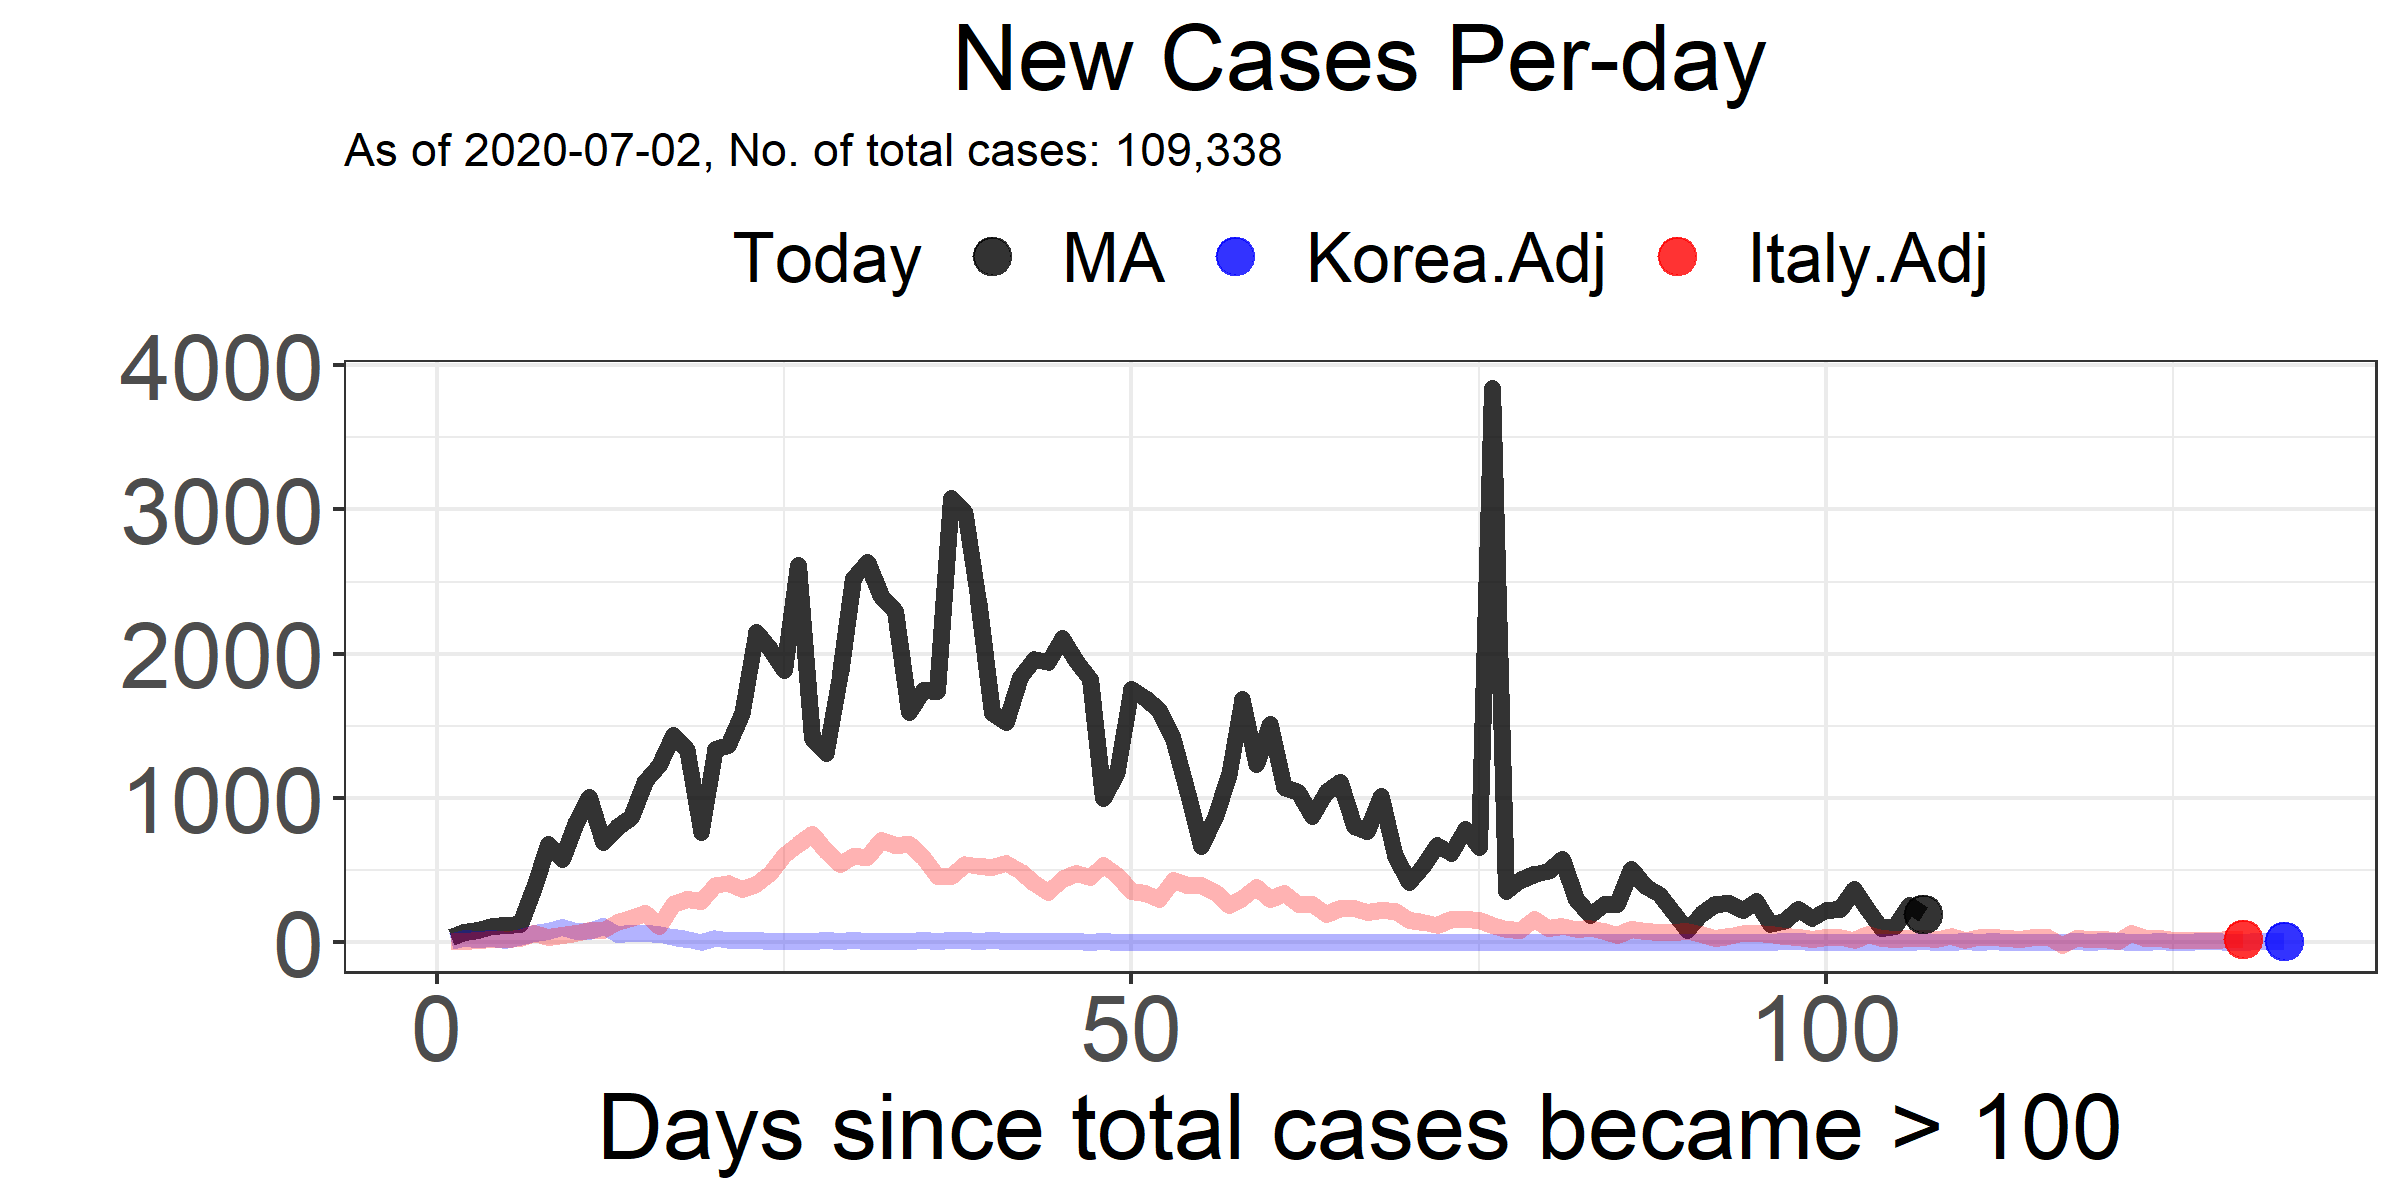 New Cases Per-day
As of 2020-07-02, No. of total cases: 109,338
Today MA Korea.Adj Italy.Adj
4000
3000
2000
1000
0
0 50 100
Days since total cases became > 100